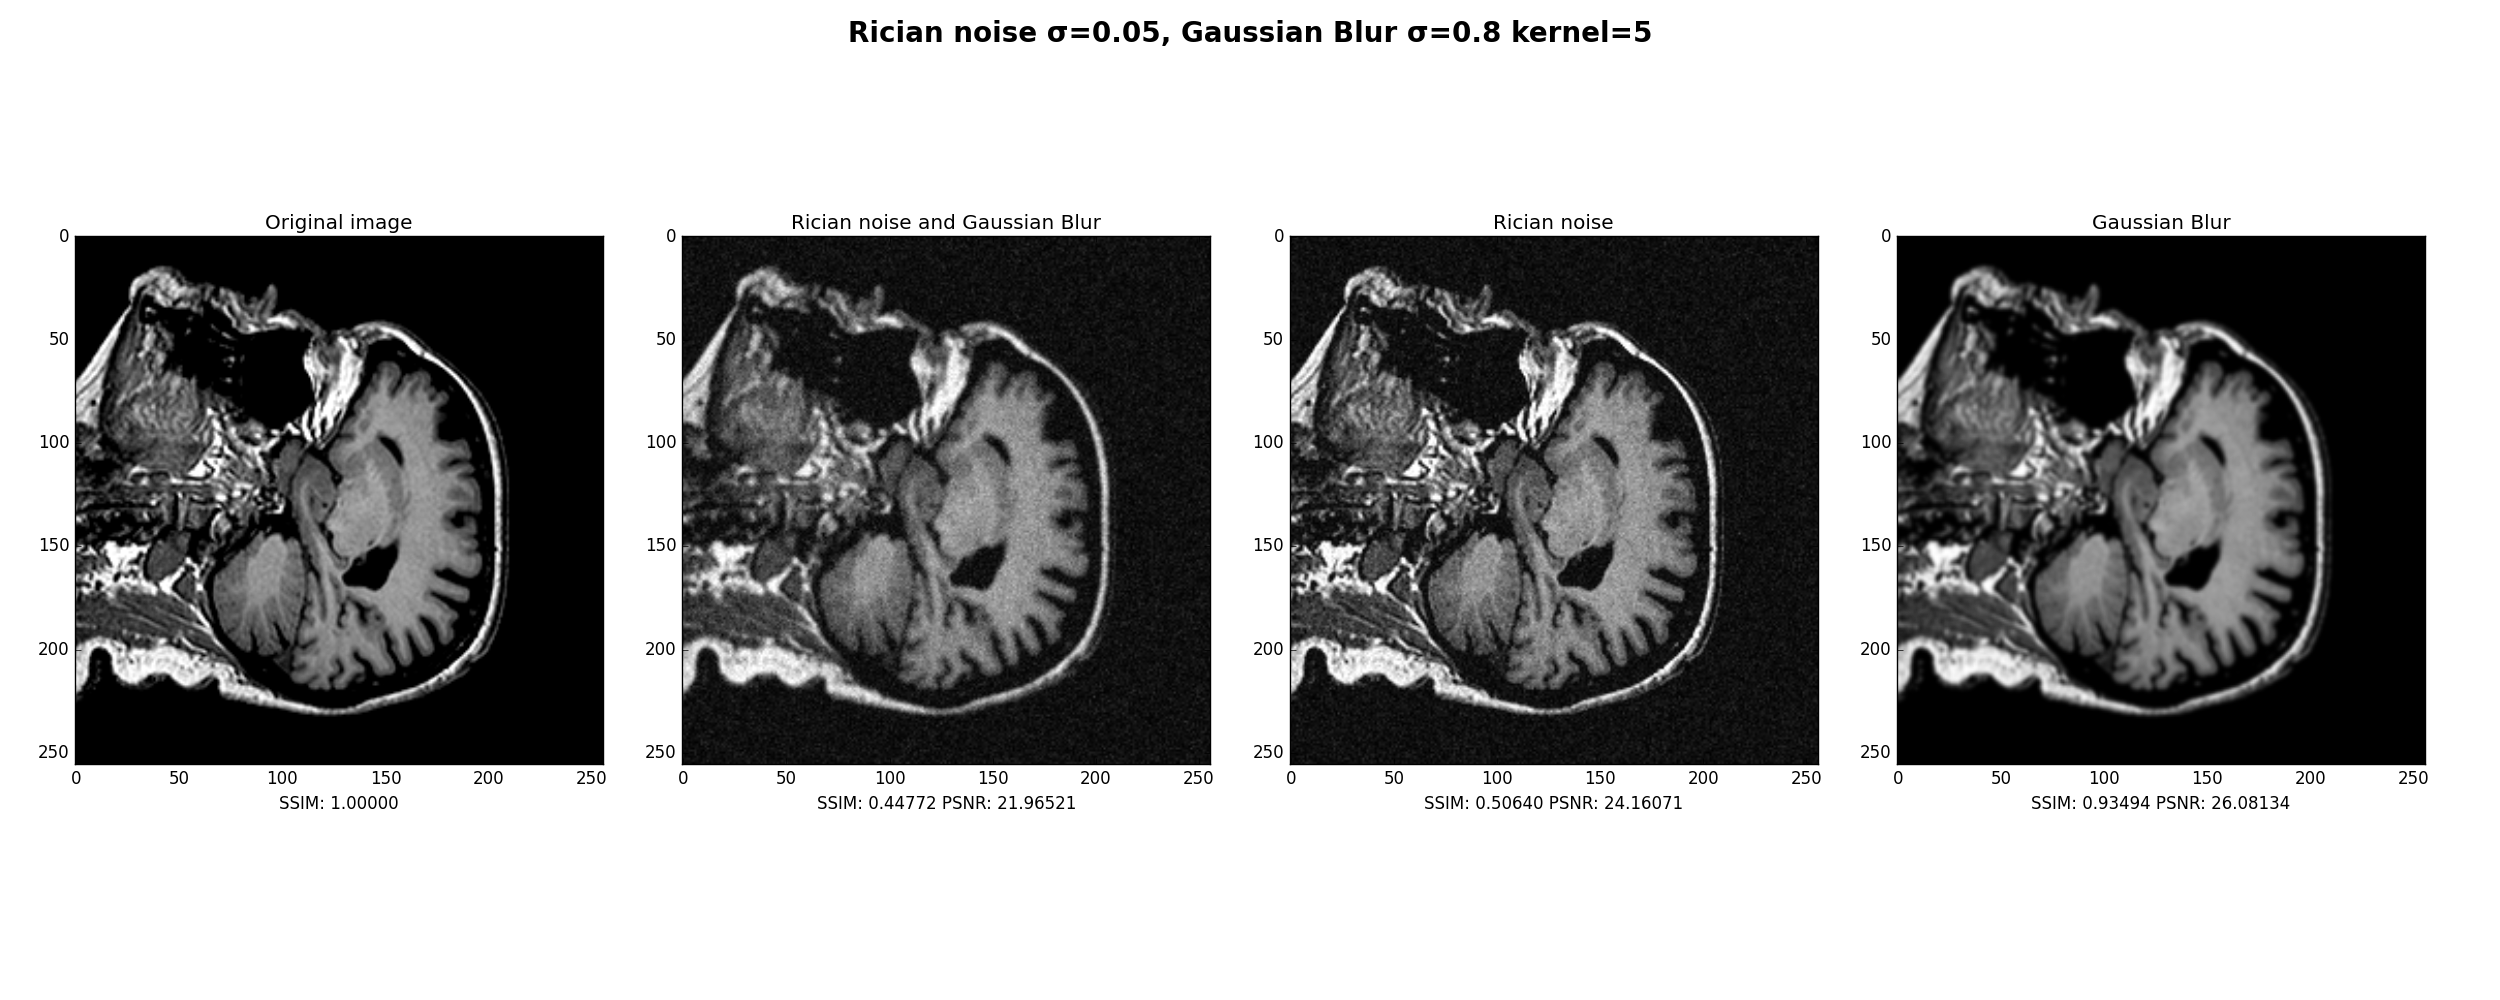 Rician noise σ=0.05, Gaussian Blur σ=0.8 kernel=5
Original image
0
50
100
150
200
250
0 50 100 150 200 250
SSIM: 1.00000
Rician noise and Gaussian Blur
0
50
100
150
200
250
0 50 100 150 200 250
SSIM: 0.44772 PSNR: 21.96521
Rician noise
0
50
100
150
200
250
0 50 100 150 200 250
SSIM: 0.50640 PSNR: 24.16071
Gaussian Blur
0
50
100
150
200
250
0 50 100 150 200 250
SSIM: 0.93494 PSNR: 26.08134